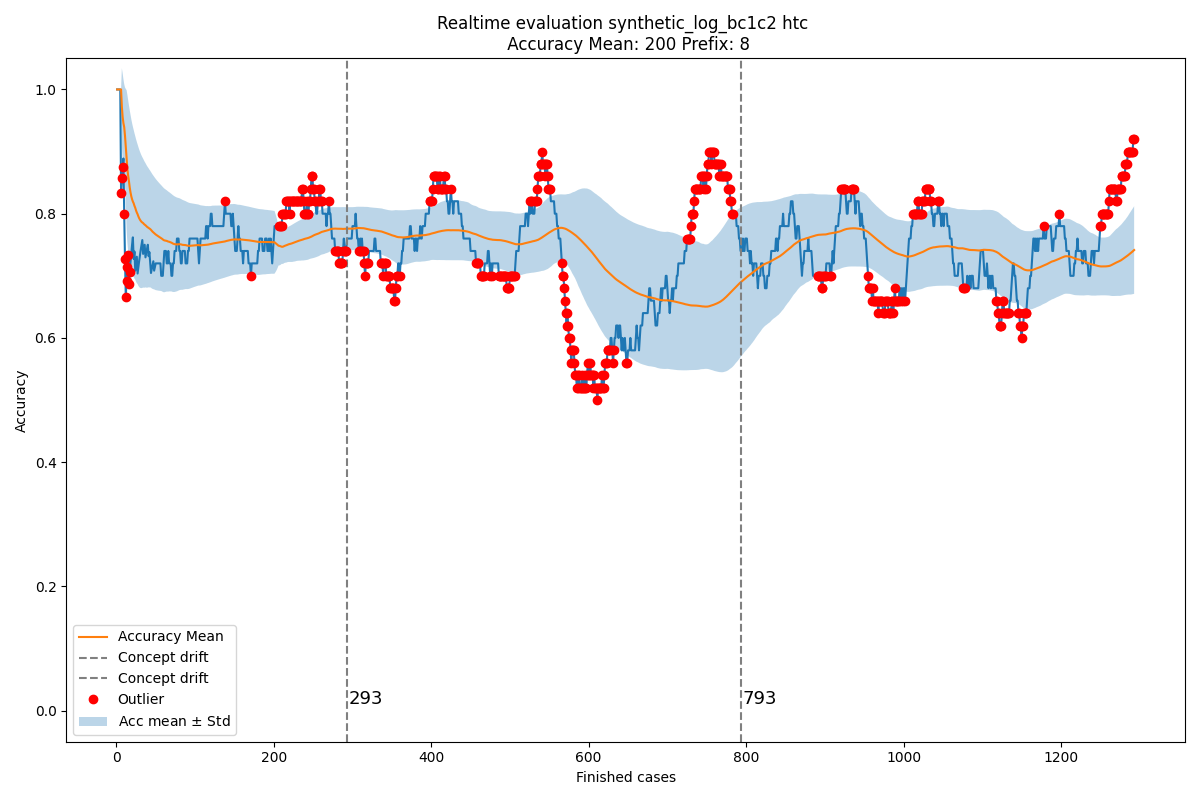 Realtime evaluation synthetic_log_bc1c2 htc
Accuracy Mean: 200 Prefix: 8
1.0
0.8
0.6
0.4
0.2
0.0
Accuracy
Accuracy Mean
Concept drift
Concept drift
Outlier
Acc mean ± Std
293
793
0
200
400
600
800
1000
1200
Finished cases